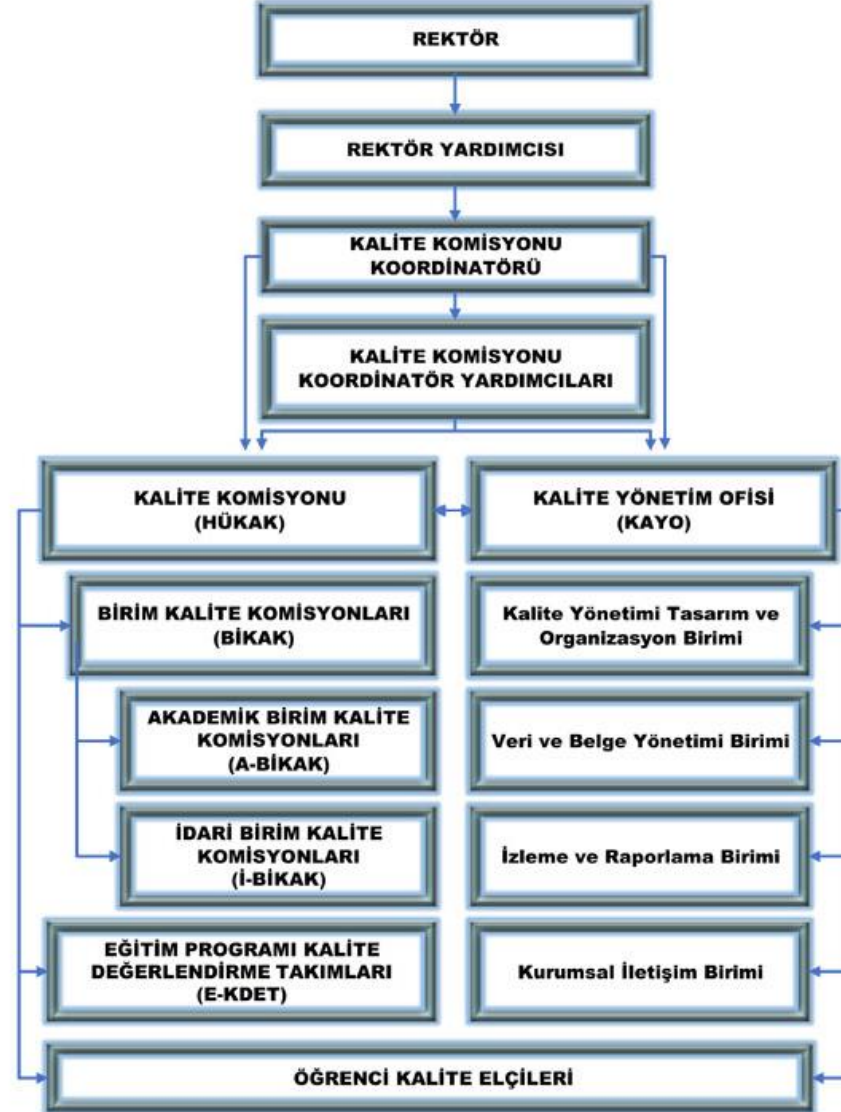 REKTÖR
REKTÖR YARDIMCISI
KALİTE KOMİSYONU
KOORDİNATÖRÜ
KALİTE KOMİSYONU
KOORDİNATÖR YARDIMCILARI
KALİTE KOMİSYONU
(HÜKAK)
KALİTE YÖNETİM OFİSİ
(KAYO)
BİRİM KALİTE KOMİSYONLARI
(BİKAK)
Kalite Yönetimi Tasarım ve
Organizasyon Birimi
AKADEMİK BİRİM KALİTE
KOMİSYONLARI
(A-BİKAK)
Veri ve Belge Yönetimi Birimi
İDARİ BİRİM KALİTE
KOMİSYONLARI
(İ-BİKAK)
İzleme ve Raporlama Birimi
EĞİTİM PROGRAMI KALİTE
DEĞERLENDİRME TAKIMLARI
(E-KDET)
Kurumsal İletişim Birimi
ÖĞRENCİ KALİTE ELÇİLERİ